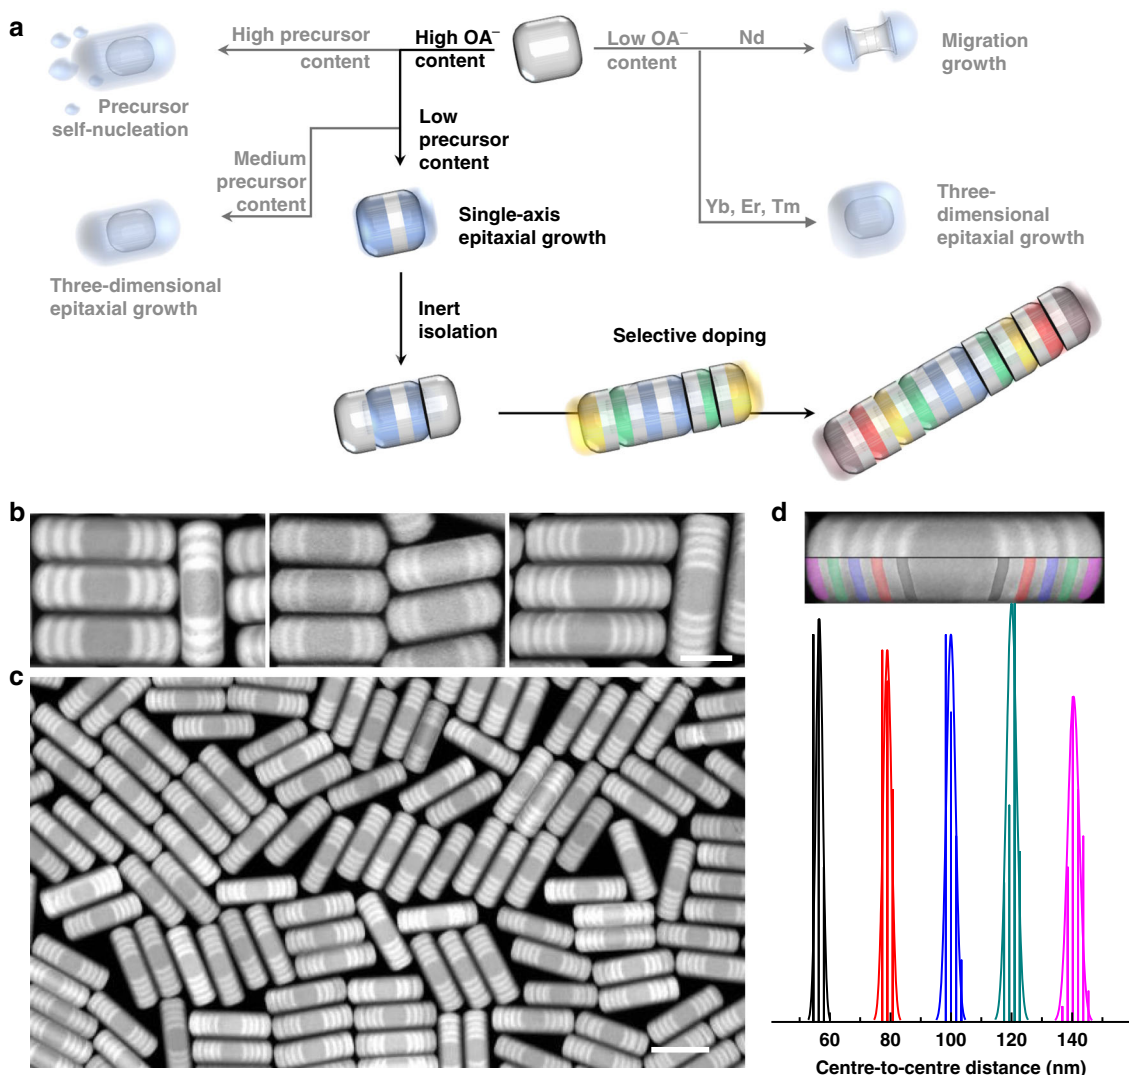 a
High precursor
content
High OA⁻
content
Low OA⁻
content
Nd
Migration
growth
Precursor
self-nucleation
Low
precursor
content
Medium
precursor
content
Single-axis
epitaxial growth
Yb, Er, Tm
Three-
dimensional
epitaxial growth
Three-dimensional
epitaxial growth
Inert
isolation
Selective doping
b
c
d
60 80 100 120 140
Centre-to-centre distance (nm)